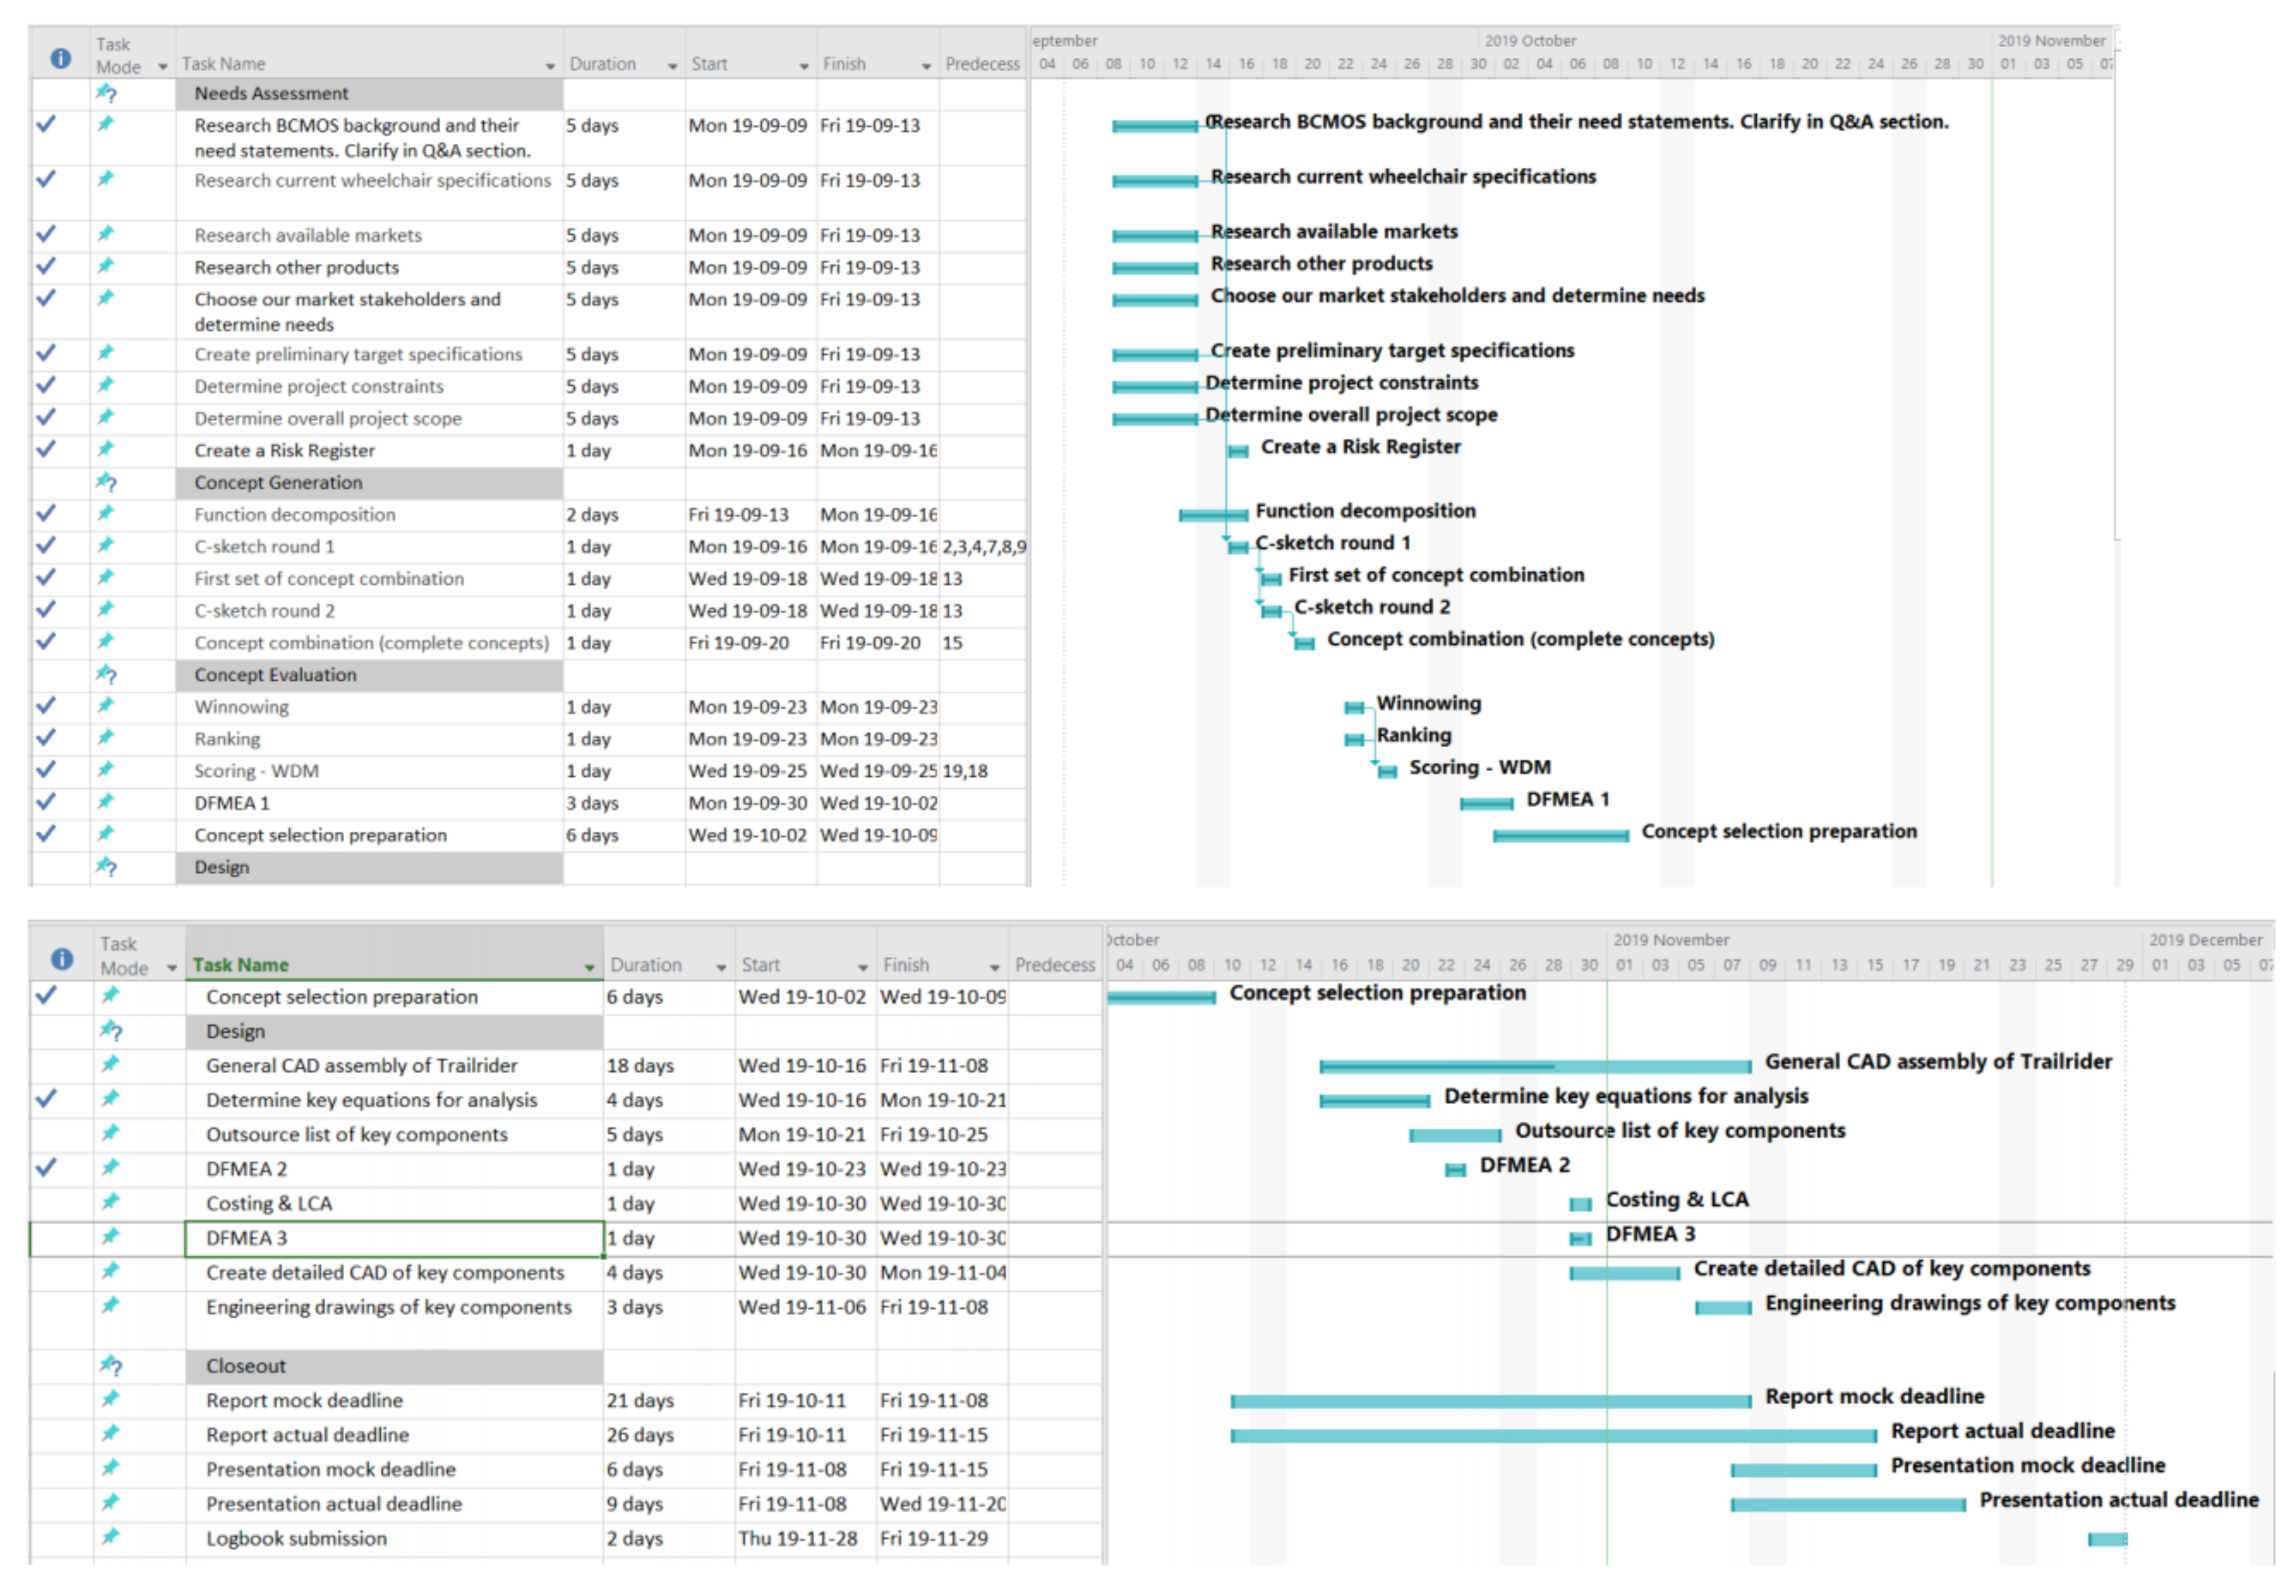 Task Mode Task Name Duration Start Finish Predecess
eptember 2019 October 2019 November
04 06 08 10 12 14 16 18 20 22 24 26 28 30 02 04 06 08 10 12 14 16 18 20 22 24 26 28 30 01 03 05 07
Needs Assessment
Research BCMOS background and their need statements. Clarify in Q&A section. 5 days Mon 19-09-09 Fri 19-09-13 Research BCMOS background and their need statements. Clarify in Q&A section.
Research current wheelchair specifications 5 days Mon 19-09-09 Fri 19-09-13 Research current wheelchair specifications
Research available markets 5 days Mon 19-09-09 Fri 19-09-13 Research available markets
Research other products 5 days Mon 19-09-09 Fri 19-09-13 Research other products
Choose our market stakeholders and determine needs 5 days Mon 19-09-09 Fri 19-09-13 Choose our market stakeholders and determine needs
Create preliminary target specifications 5 days Mon 19-09-09 Fri 19-09-13 Create preliminary target specifications
Determine project constraints 5 days Mon 19-09-09 Fri 19-09-13 Determine project constraints
Determine overall project scope 5 days Mon 19-09-09 Fri 19-09-13 Determine overall project scope
Create a Risk Register 1 day Mon 19-09-16 Mon 19-09-16 Create a Risk Register
Concept Generation
Function decomposition 2 days Fri 19-09-13 Mon 19-09-16 Function decomposition
C-sketch round 1 1 day Mon 19-09-16 Mon 19-09-16 2,3,4,7,8,9 C-sketch round 1
First set of concept combination 1 day Wed 19-09-18 Wed 19-09-18 13 First set of concept combination
C-sketch round 2 1 day Wed 19-09-18 Wed 19-09-18 13 C-sketch round 2
Concept combination (complete concepts) 1 day Fri 19-09-20 Fri 19-09-20 15 Concept combination (complete concepts)
Concept Evaluation
Winnowing 1 day Mon 19-09-23 Mon 19-09-23 Winnowing
Ranking 1 day Mon 19-09-23 Mon 19-09-23 Ranking
Scoring - WDM 1 day Wed 19-09-25 Wed 19-09-25 19,18 Scoring - WDM
DFMEA 1 3 days Mon 19-09-30 Wed 19-10-02 DFMEA 1
Concept selection preparation 6 days Wed 19-10-02 Wed 19-10-09 Concept selection preparation
Design
Task Mode Task Name Duration Start Finish Predecess
October 2019 November 2019 December
04 06 08 10 12 14 16 18 20 22 24 26 28 30 01 03 05 07 09 11 13 15 17 19 21 23 25 27 29 01 03 05 07
Concept selection preparation 6 days Wed 19-10-02 Wed 19-10-09 Concept selection preparation
Design
General CAD assembly of Trailrider 18 days Wed 19-10-16 Fri 19-11-08 General CAD assembly of Trailrider
Determine key equations for analysis 4 days Wed 19-10-16 Mon 19-10-21 Determine key equations for analysis
Outsource list of key components 5 days Mon 19-10-21 Fri 19-10-25 Outsource list of key components
DFMEA 2 1 day Wed 19-10-23 Wed 19-10-23 DFMEA 2
Costing & LCA 1 day Wed 19-10-30 Wed 19-10-30 Costing & LCA
DFMEA 3 1 day Wed 19-10-30 Wed 19-10-30 DFMEA 3
Create detailed CAD of key components 4 days Wed 19-10-30 Mon 19-11-04 Create detailed CAD of key components
Engineering drawings of key components 3 days Wed 19-11-06 Fri 19-11-08 Engineering drawings of key components
Closeout
Report mock deadline 21 days Fri 19-10-11 Fri 19-11-08 Report mock deadline
Report actual deadline 26 days Fri 19-10-11 Fri 19-11-15 Report actual deadline
Presentation mock deadline 6 days Fri 19-11-08 Fri 19-11-15 Presentation mock deadline
Presentation actual deadline 9 days Fri 19-11-08 Wed 19-11-20 Presentation actual deadline
Logbook submission 2 days Thu 19-11-28 Fri 19-11-29